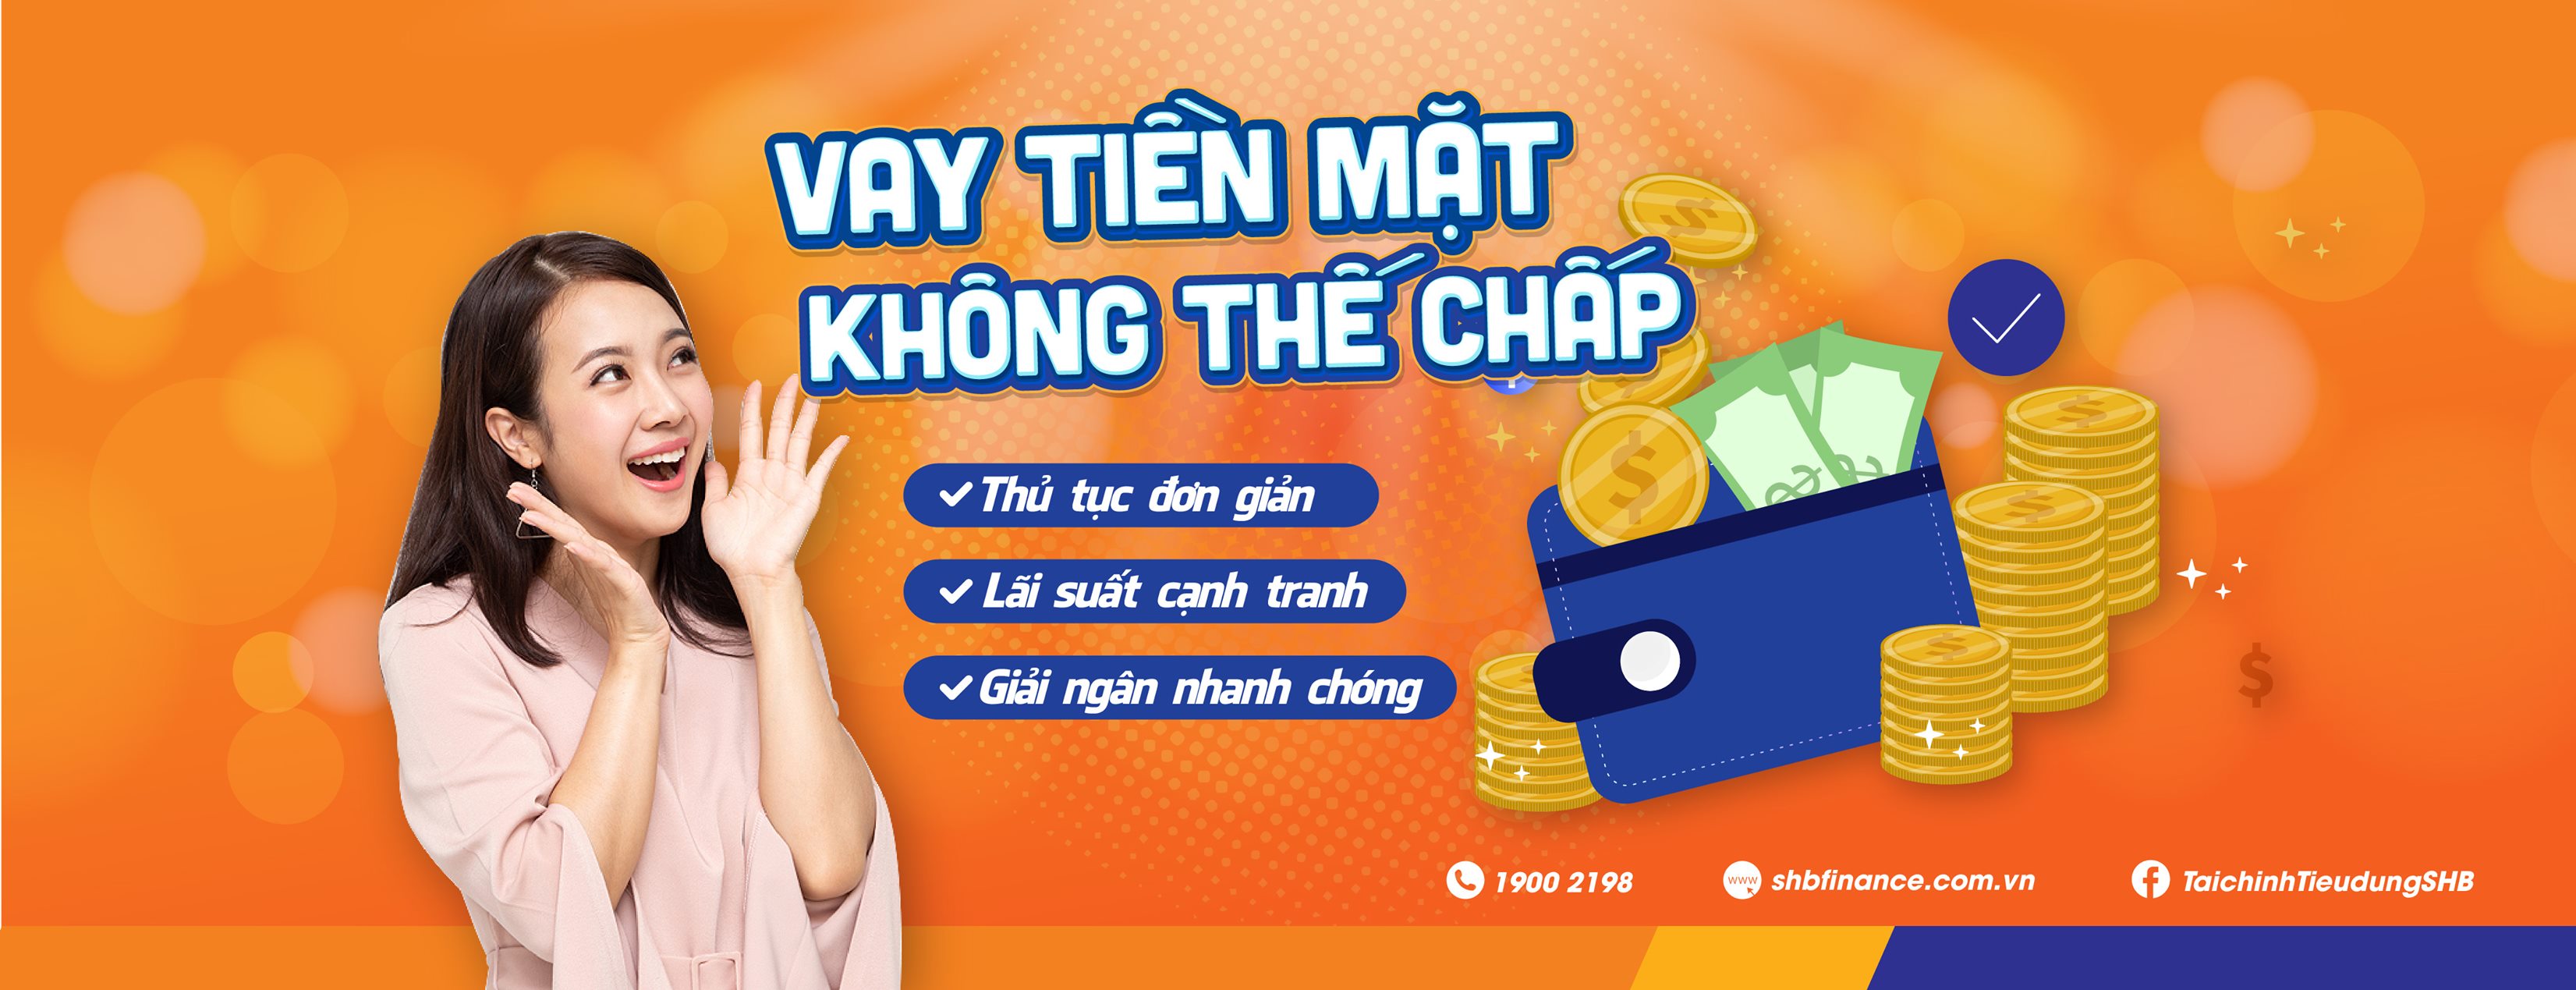 VAY TIỀN MẶT
KHÔNG THẾ CHẤP
Thủ tục đơn giản
Lãi suất cạnh tranh
Giải ngân nhanh chóng
1900 2198
www
shbfinance.com.vn
TaichinhTieudungSHB